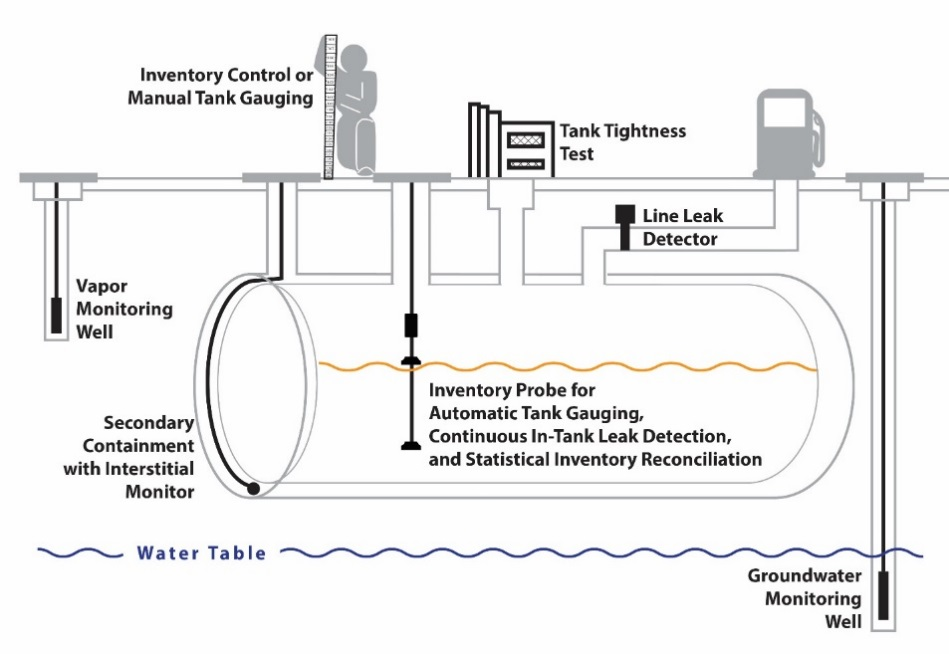 Inventory Control or
Manual Tank Gauging
Tank Tightness
Test
Line Leak
Detector
Vapor
Monitoring
Well
Inventory Probe for
Automatic Tank Gauging,
Continuous In-Tank Leak Detection,
and Statistical Inventory Reconciliation
Secondary
Containment
with Interstitial
Monitor
Water Table
Groundwater
Monitoring
Well